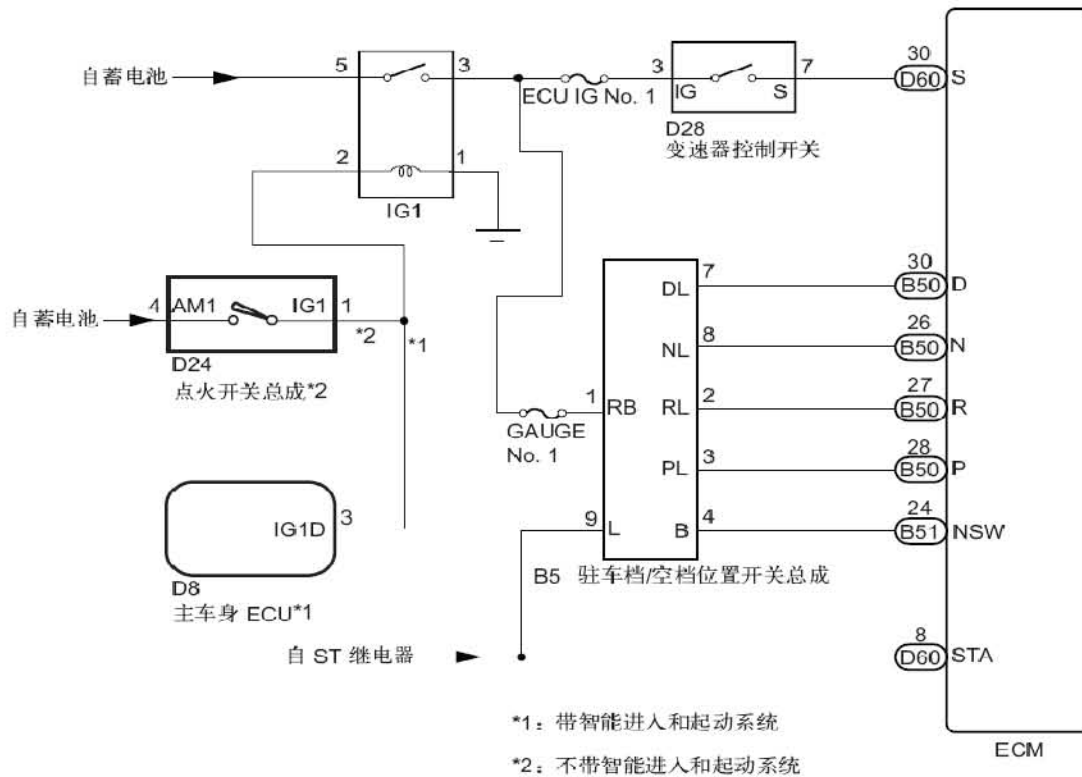 30
自蓄电池
5
3
3
7
D60
S
IG
S
ECU IG No. 1
D28
变速器控制开关
2
1
IG1
7
30
DL
B50
D
自蓄电池
4
AM1
IG1
1
*2
*1
8
26
NL
B50
N
D24
点火开关总成*2
1
RB
RL
2
27
B50
R
GAUGE
No. 1
PL
3
28
B50
P
IG1D
3
9
L
B
4
24
B51
NSW
B5
驻车档/空档位置开关总成
D8
主车身 ECU*1
自 ST 继电器
8
D60
STA
*1：带智能进入和起动系统
*2：不带智能进入和起动系统
ECM